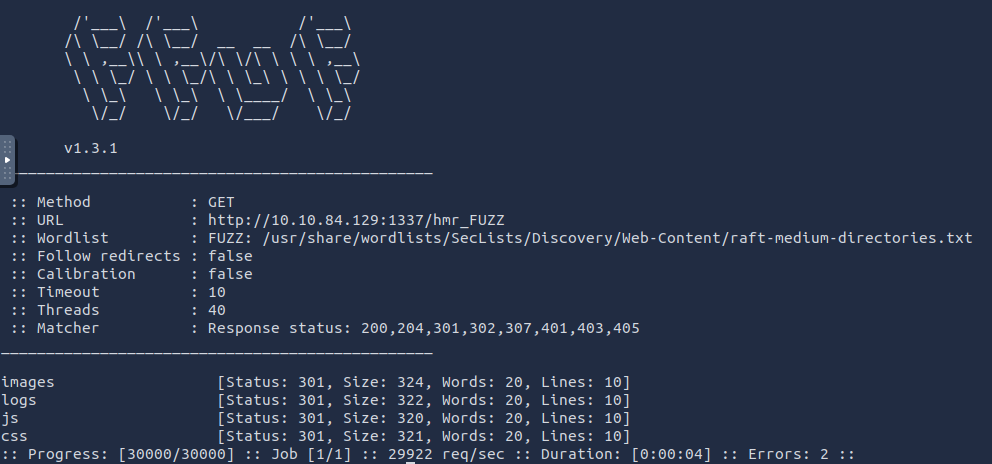 /'___\  /'___\           /'___\
/\ \__/ /\ \__/  __  __  /\ \__/
\ \ ,__\\ \ ,__\/\ \/\ \ \ \ ,__\
\ \ \_/ \ \ \_/\ \ \_\ \ \ \ \_/
\ \_\   \ \_\  \ \____/  \ \_\
\/_/    \/_/   \/___/    \/_/
v1.3.1
________________________________________________
:: Method           : GET
:: URL              : http://10.10.84.129:1337/hmr_FUZZ
:: Wordlist         : FUZZ: /usr/share/wordlists/SecLists/Discovery/Web-Content/raft-medium-directories.txt
:: Follow redirects : false
:: Calibration      : false
:: Timeout          : 10
:: Threads          : 40
:: Matcher          : Response status: 200,204,301,302,307,401,403,405
________________________________________________
images                  [Status: 301, Size: 324, Words: 20, Lines: 10]
logs                    [Status: 301, Size: 322, Words: 20, Lines: 10]
js                      [Status: 301, Size: 320, Words: 20, Lines: 10]
css                     [Status: 301, Size: 321, Words: 20, Lines: 10]
:: Progress: [30000/30000] :: Job [1/1] :: 29922 req/sec :: Duration: [0:00:04] :: Errors: 2 ::